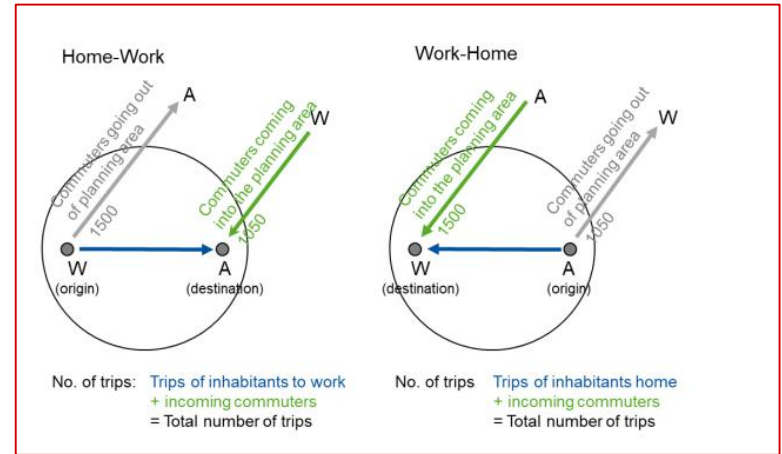 Home-Work
A
W
Commuters going out
of planning area
1500
Commuters coming
into the planning area
1050
W
(origin)
A
(destination)
No. of trips: Trips of inhabitants to work
+ incoming commuters
= Total number of trips
Work-Home
A
W
Commuters coming
into the planning area
1500
Commuters going out
of planning area
1050
W
(destination)
A
(origin)
No. of trips Trips of inhabitants home
+ incoming commuters
= Total number of trips